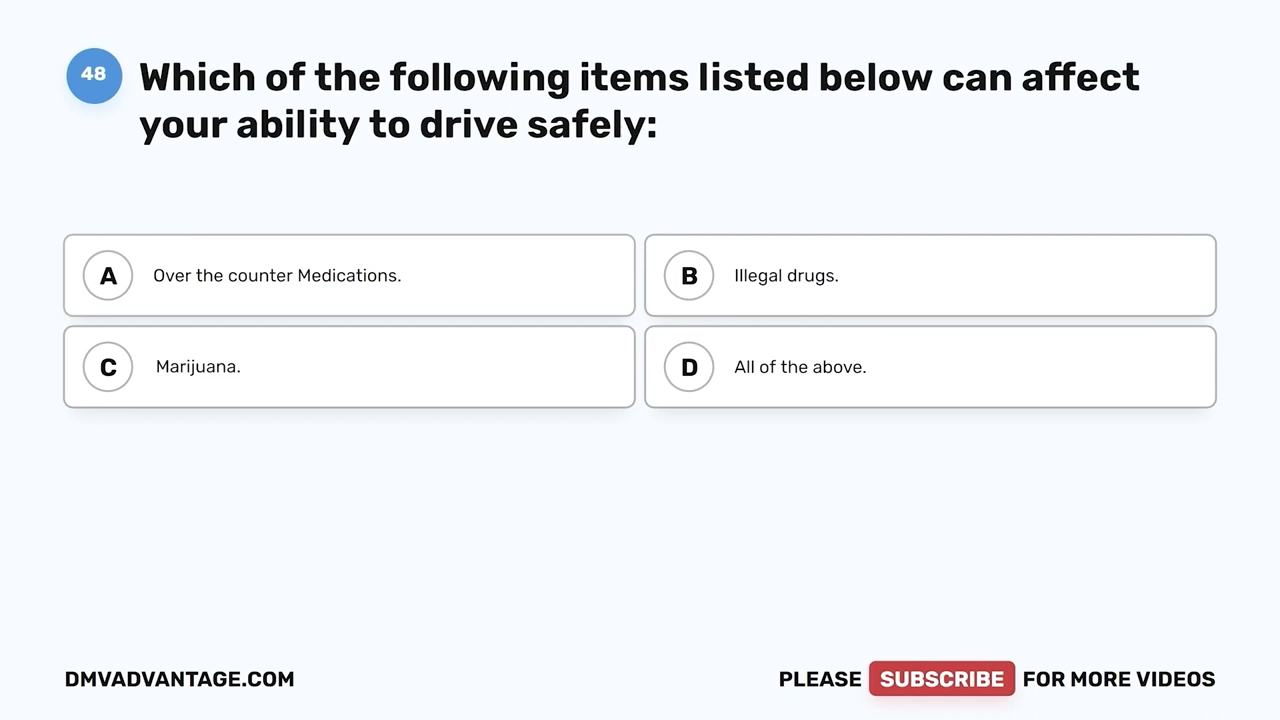 48
Which of the following items listed below can affect
your ability to drive safely:
A Over the counter Medications.
B Illegal drugs.
C Marijuana.
D All of the above.
DMVADVANTAGE.COM
PLEASE SUBSCRIBE FOR MORE VIDEOS